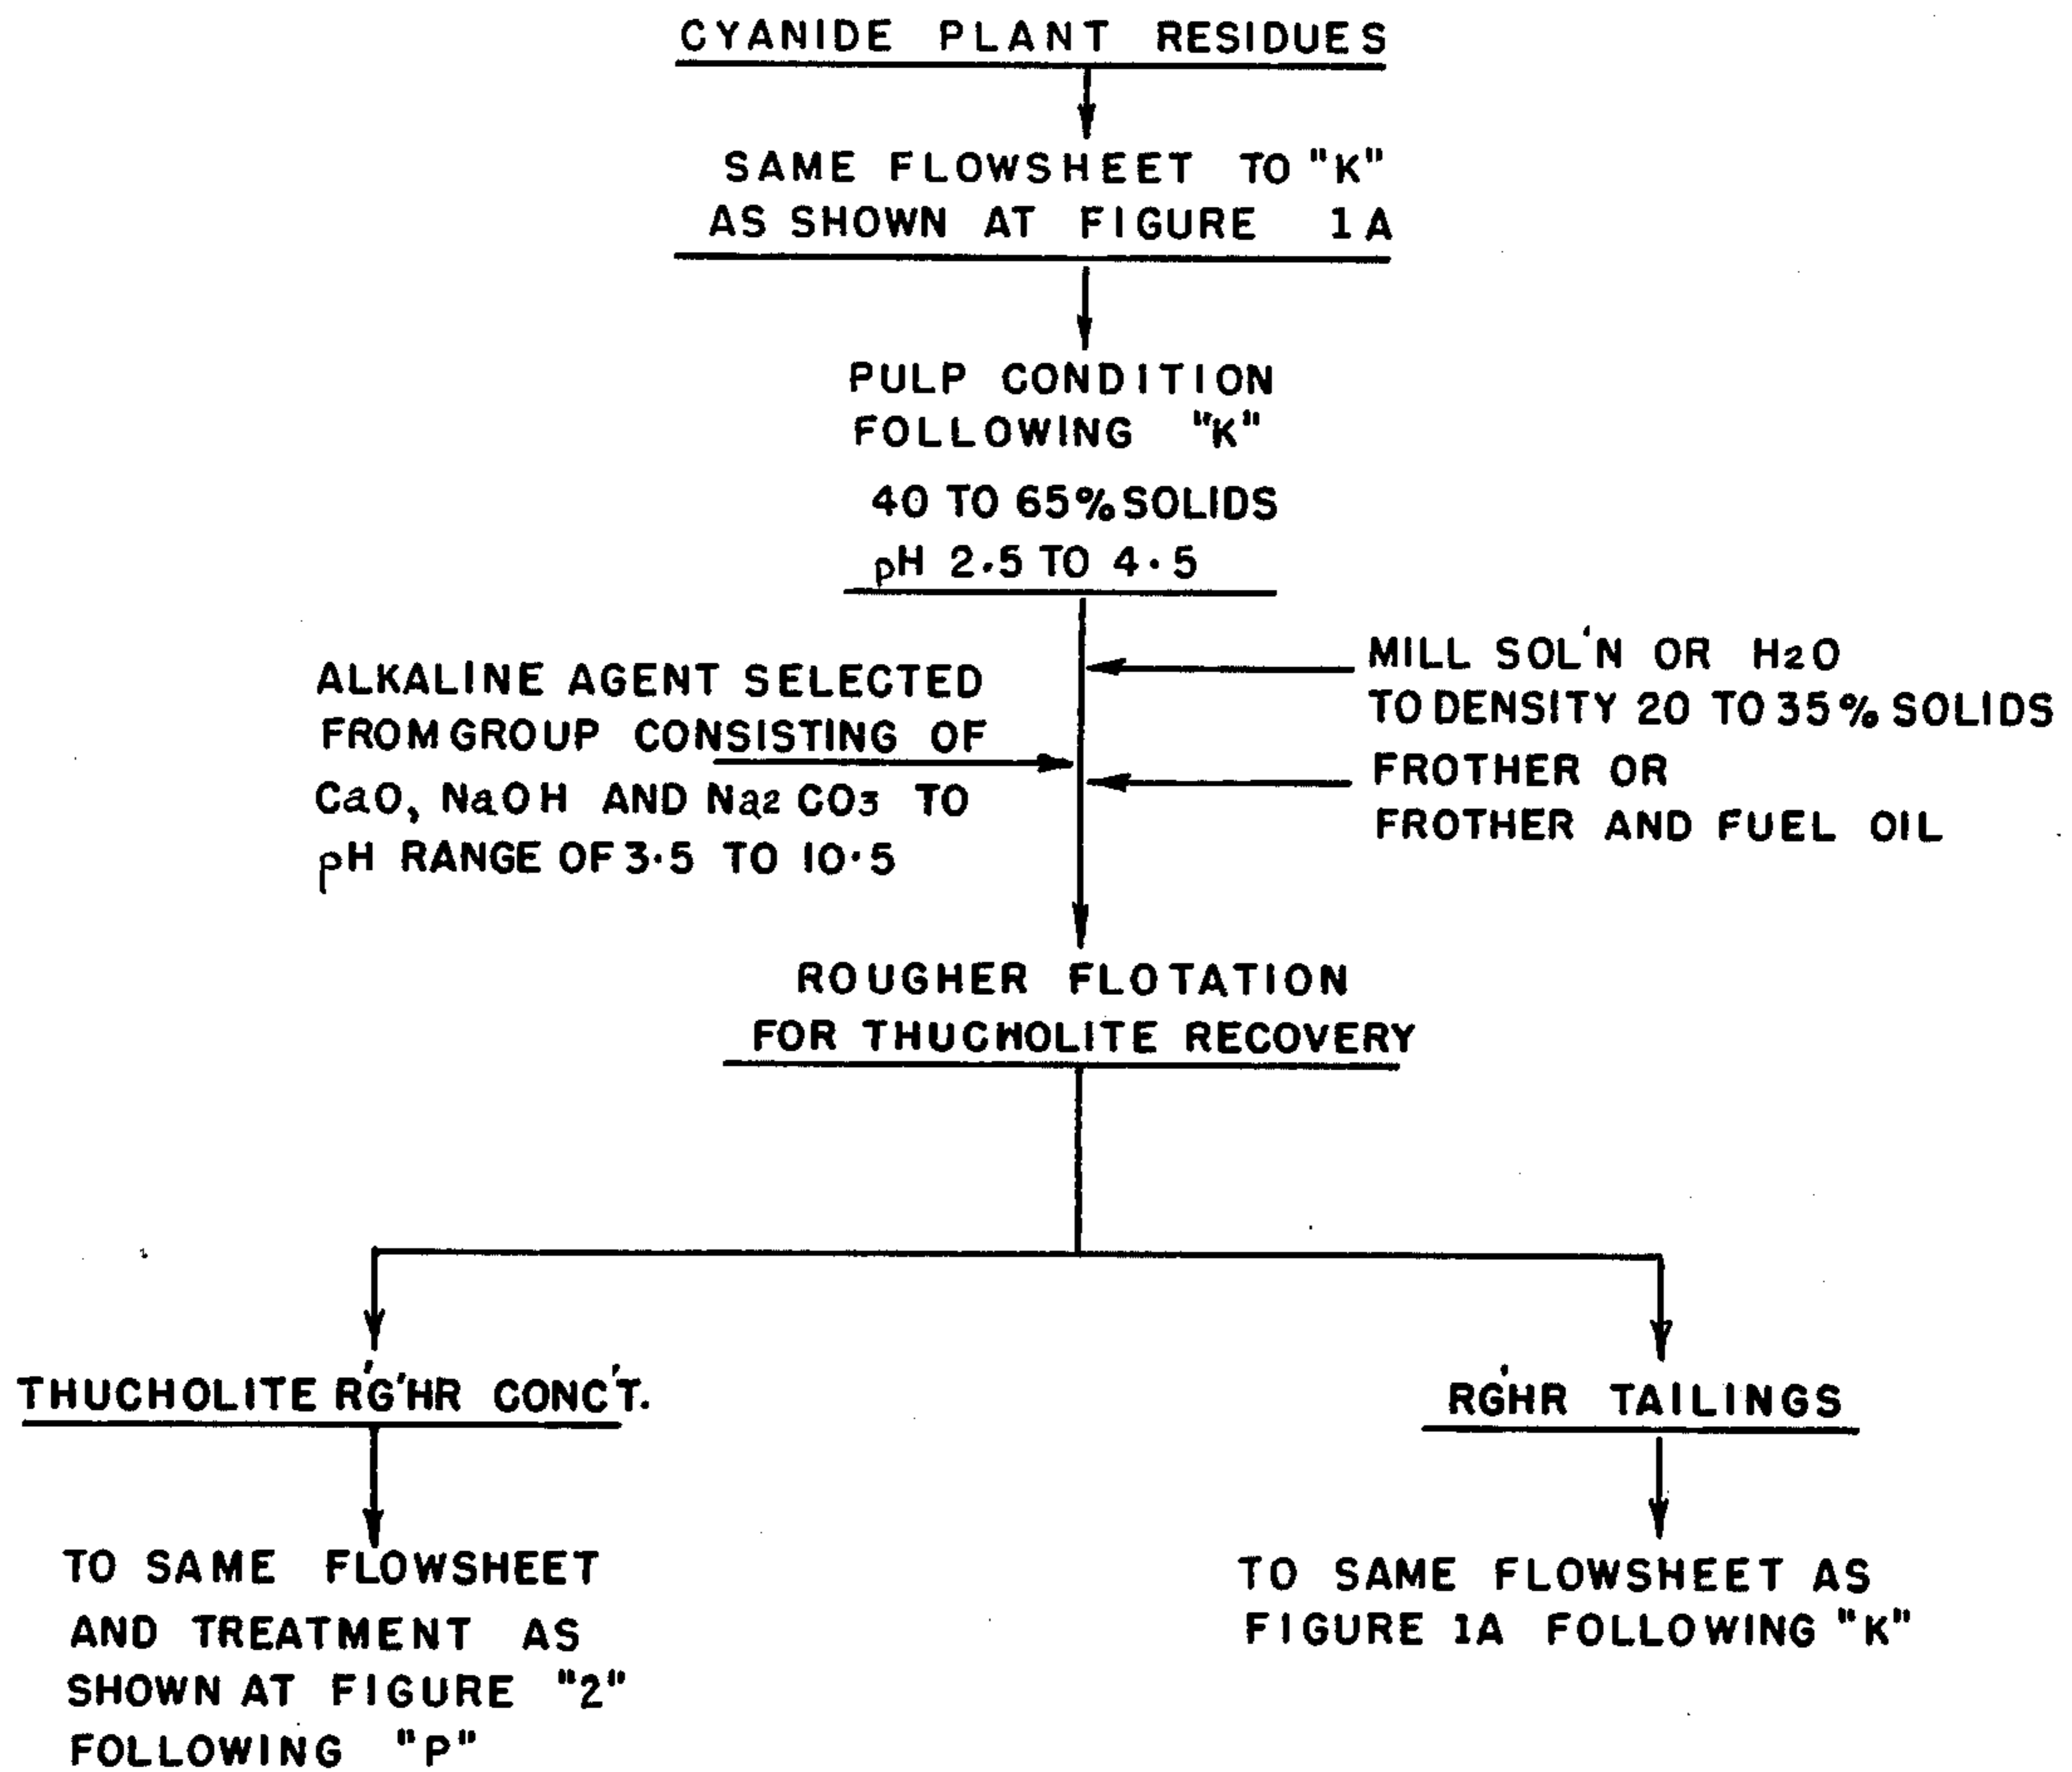 CYANIDE PLANT RESIDUES
SAME FLOWSHEET TO "K"
AS SHOWN AT FIGURE 1A
PULP CONDITION
FOLLOWING "K"
40 TO 65% SOLIDS
pH 2.5 TO 4.5
MILL SOL'N OR H2O
TO DENSITY 20 TO 35% SOLIDS
ALKALINE AGENT SELECTED
FROM GROUP CONSISTING OF
CaO, NaOH AND Na2 CO3 TO
pH RANGE OF 3.5 TO 10.5
FROTHER OR
FROTHER AND FUEL OIL
ROUGHER FLOTATION
FOR THUCHOLITE RECOVERY
THUCHOLITE R'G'HR CONC'T.
RG'HR TAILINGS
TO SAME FLOWSHEET
AND TREATMENT AS
SHOWN AT FIGURE "2"
FOLLOWING "P"
TO SAME FLOWSHEET AS
FIGURE 1A FOLLOWING "K"